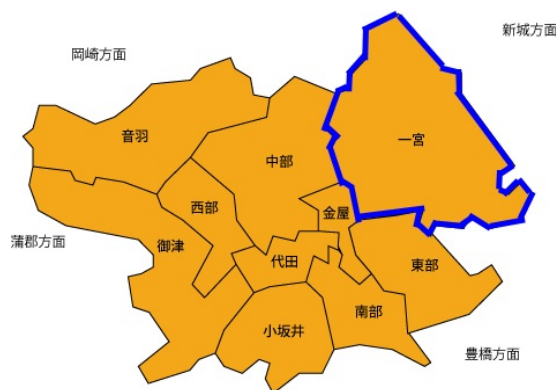 新城方面
岡崎方面
音羽
一宮
中部
西部
金屋
蒲郡方面
御津
代田
東部
南部
小坂井
豊橋方面